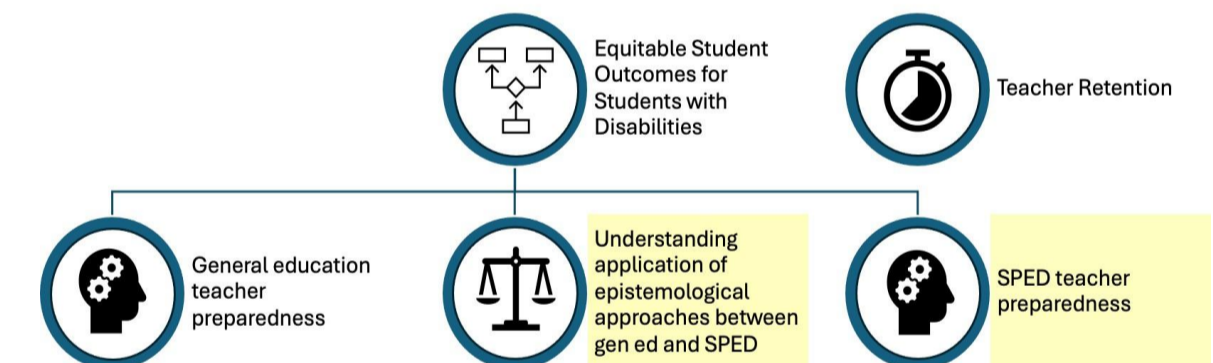 Equitable Student
Outcomes for
Students with
Disabilities
Teacher Retention
General education
teacher
preparedness
Understanding
application of
epistemological
approaches between
gen ed and SPED
SPED teacher
preparedness